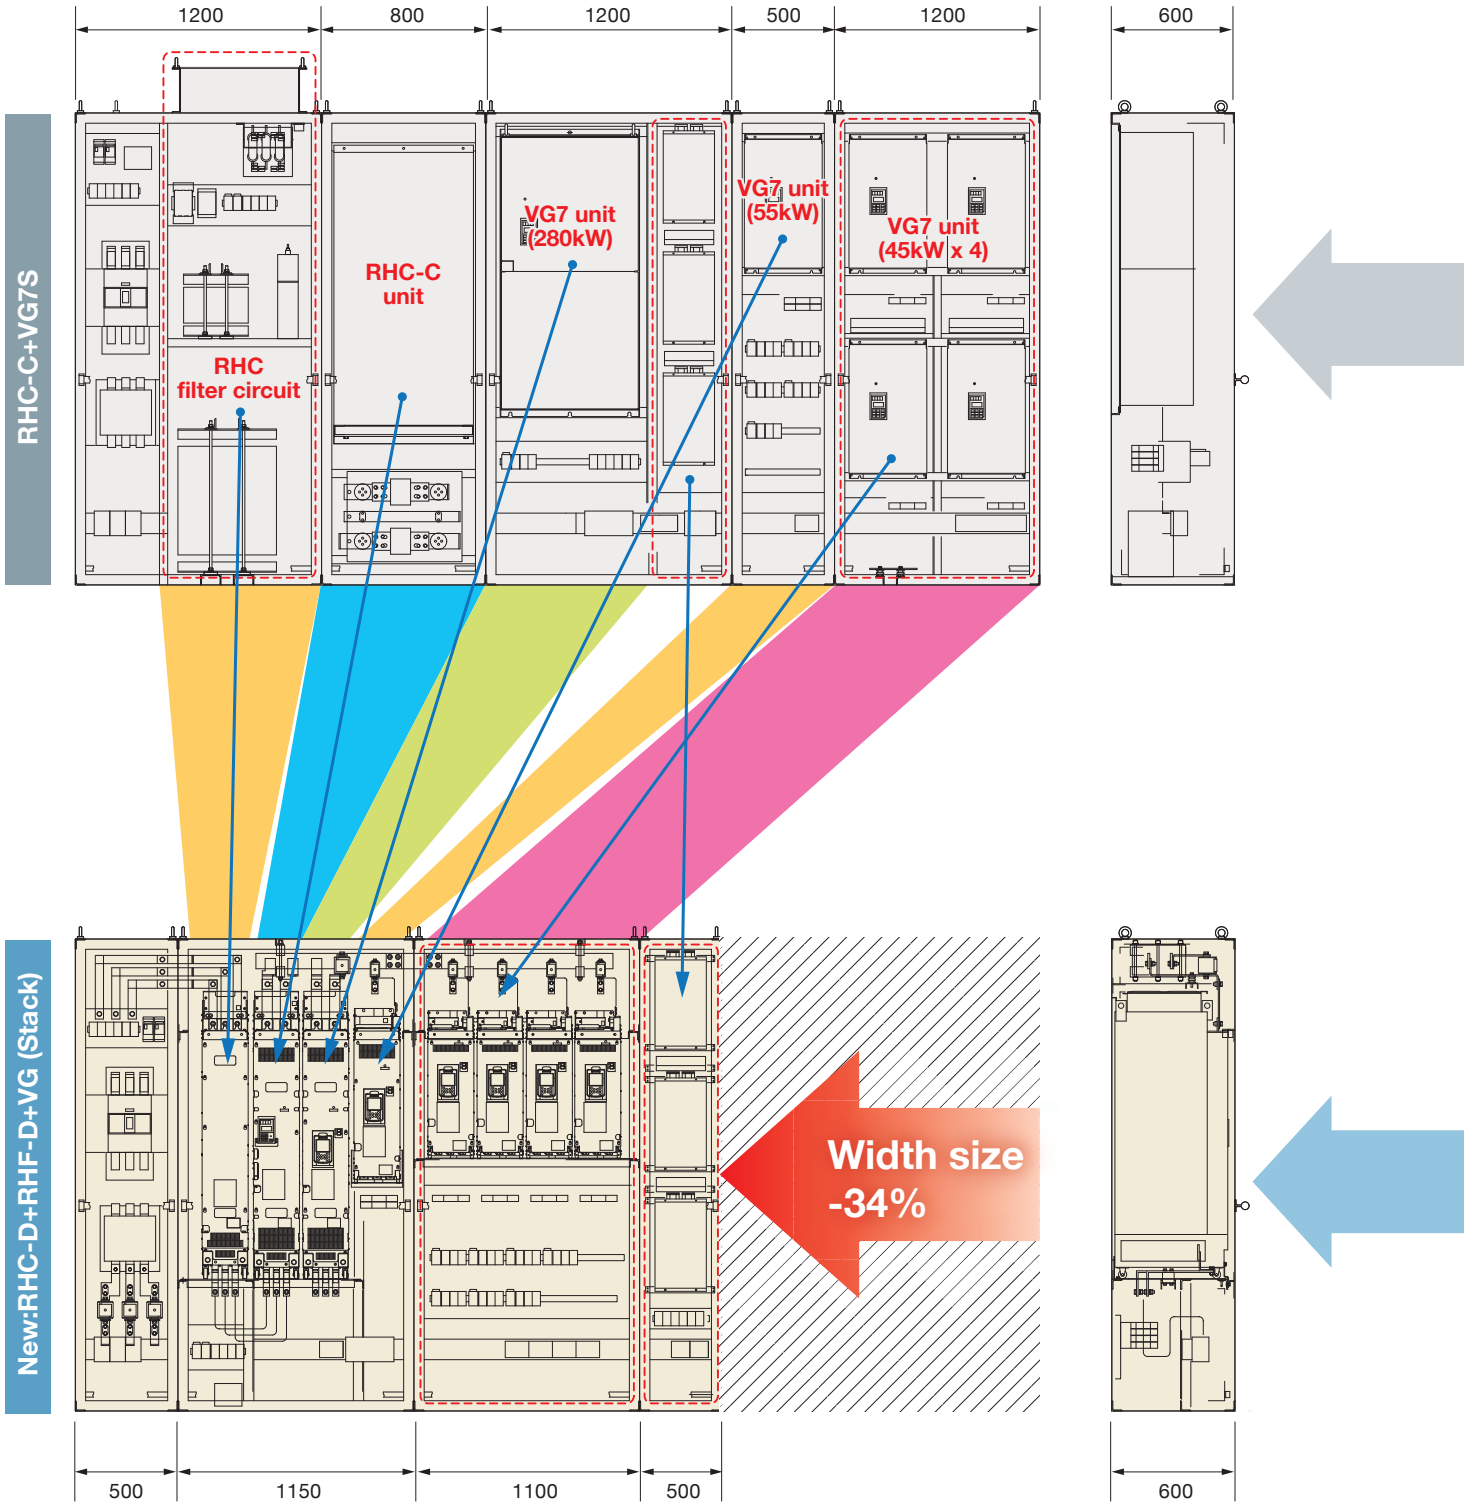 1200
800
1200
500
1200
600
RHC-C+VG7S
RHC
filter circuit
RHC-C
unit
VG7 unit
(280kW)
VG7 unit
(55kW)
VG7 unit
(45kW x 4)
New:RHC-D+RHF-D+VG (Stack)
Width size
-34%
500
1150
1100
500
600